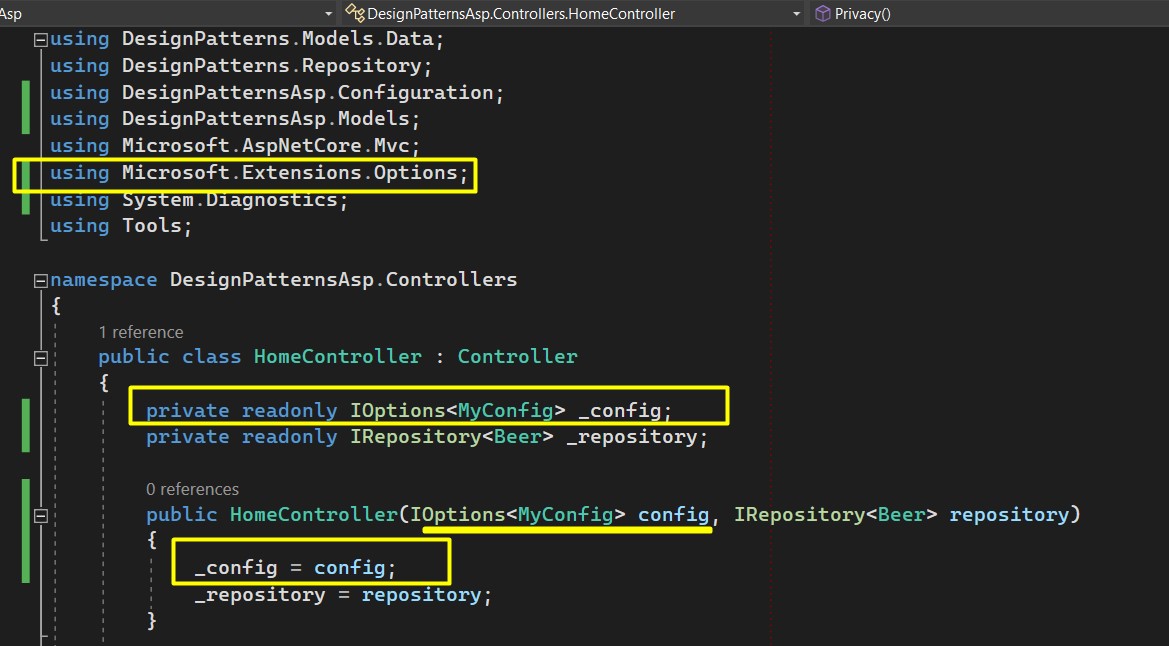 Asp DesignPatternsAsp.Controllers.HomeController Privacy()
using DesignPatterns.Models.Data;
using DesignPatterns.Repository;
using DesignPatternsAsp.Configuration;
using DesignPatternsAsp.Models;
using Microsoft.AspNetCore.Mvc;
using Microsoft.Extensions.Options;
using System.Diagnostics;
using Tools;
namespace DesignPatternsAsp.Controllers
{
1 reference
public class HomeController : Controller
{
private readonly IOptions<MyConfig> _config;
private readonly IRepository<Beer> _repository;
0 references
public HomeController(IOptions<MyConfig> config, IRepository<Beer> repository)
{
_config = config;
_repository = repository;
}